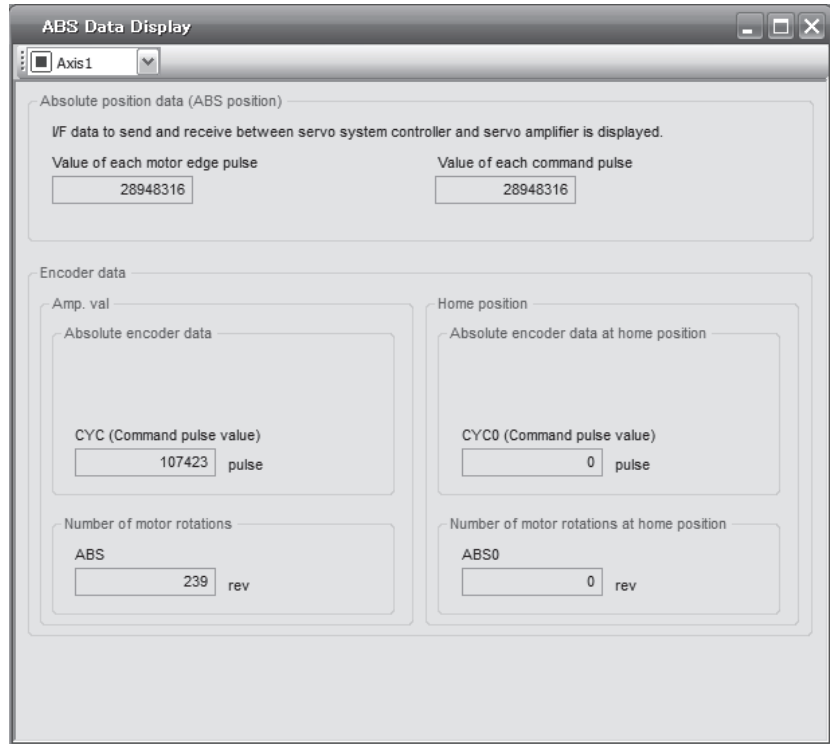 ABS Data Display
Axis1
Absolute position data (ABS position)
I/F data to send and receive between servo system controller and servo amplifier is displayed.
Value of each motor edge pulse
Value of each command pulse
28948316
28948316
Encoder data
Amp. val
Absolute encoder data
CYC (Command pulse value)
107423 pulse
Number of motor rotations
ABS
239 rev
Home position
Absolute encoder data at home position
CYC0 (Command pulse value)
0 pulse
Number of motor rotations at home position
ABS0
0 rev